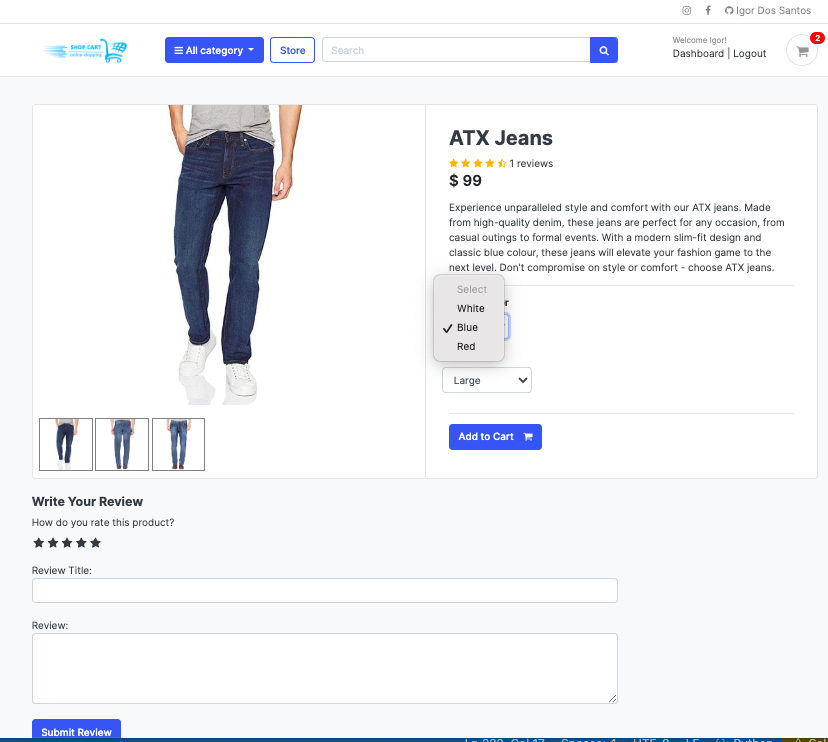 Igor Dos Santos
SHOP CART
online shopping
All category
Store
Search
Welcome Igor!
Dashboard | Logout
2
ATX Jeans
1 reviews
$ 99
Experience unparalleled style and comfort with our ATX jeans. Made
from high-quality denim, these jeans are perfect for any occasion, from
casual outings to formal events. With a modern slim-fit design and
classic blue colour, these jeans will elevate your fashion game to the
next level. Don't compromise on style or comfort - choose ATX jeans.
Select
White
Blue
Red
Large
Add to Cart
Write Your Review
How do you rate this product?
Review Title:
Review:
Submit Review